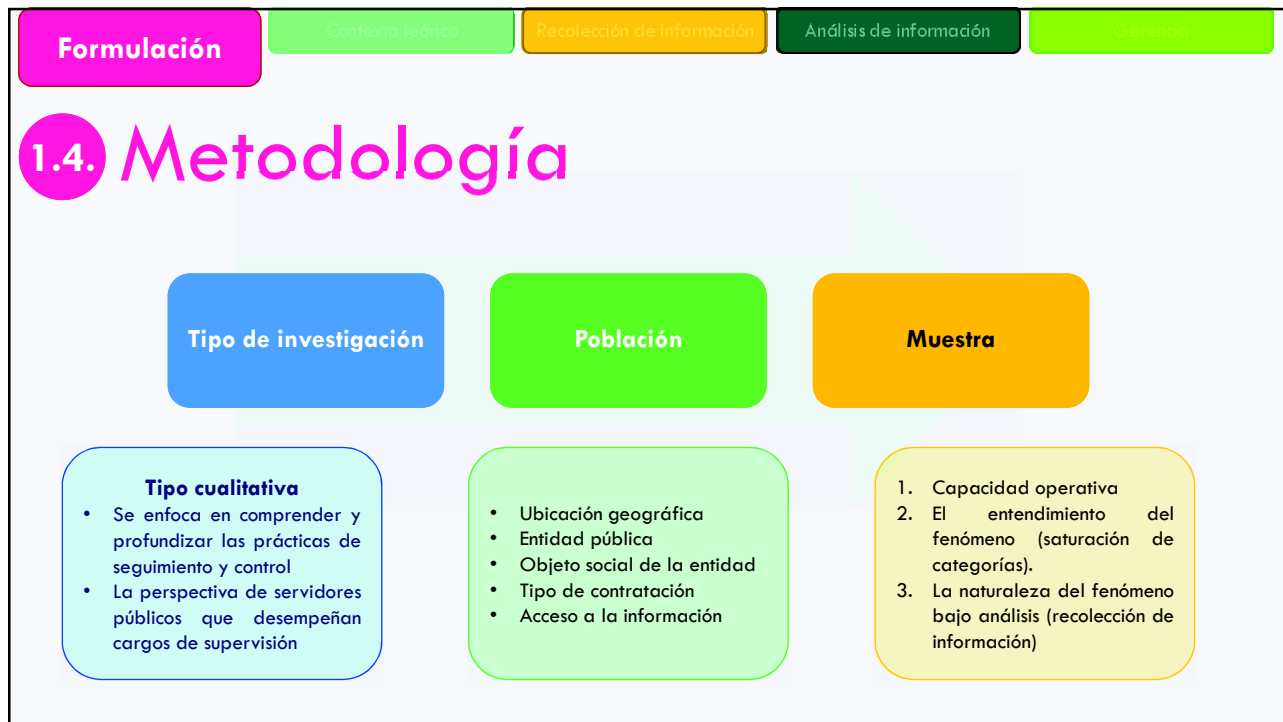 Formulación
Contexto teórico
Recolección de información
Análisis de información
Gerencia
1.4. Metodología
Tipo de investigación
Población
Muestra
Tipo cualitativa
• Se enfoca en comprender y
profundizar las prácticas de
seguimiento y control
• La perspectiva de servidores
públicos que desempeñan
cargos de supervisión
• Ubicación geográfica
• Entidad pública
• Objeto social de la entidad
• Tipo de contratación
• Acceso a la información
1. Capacidad operativa
2. El entendimiento del
fenómeno (saturación de
categorías).
3. La naturaleza del fenómeno
bajo análisis (recolección de
información)